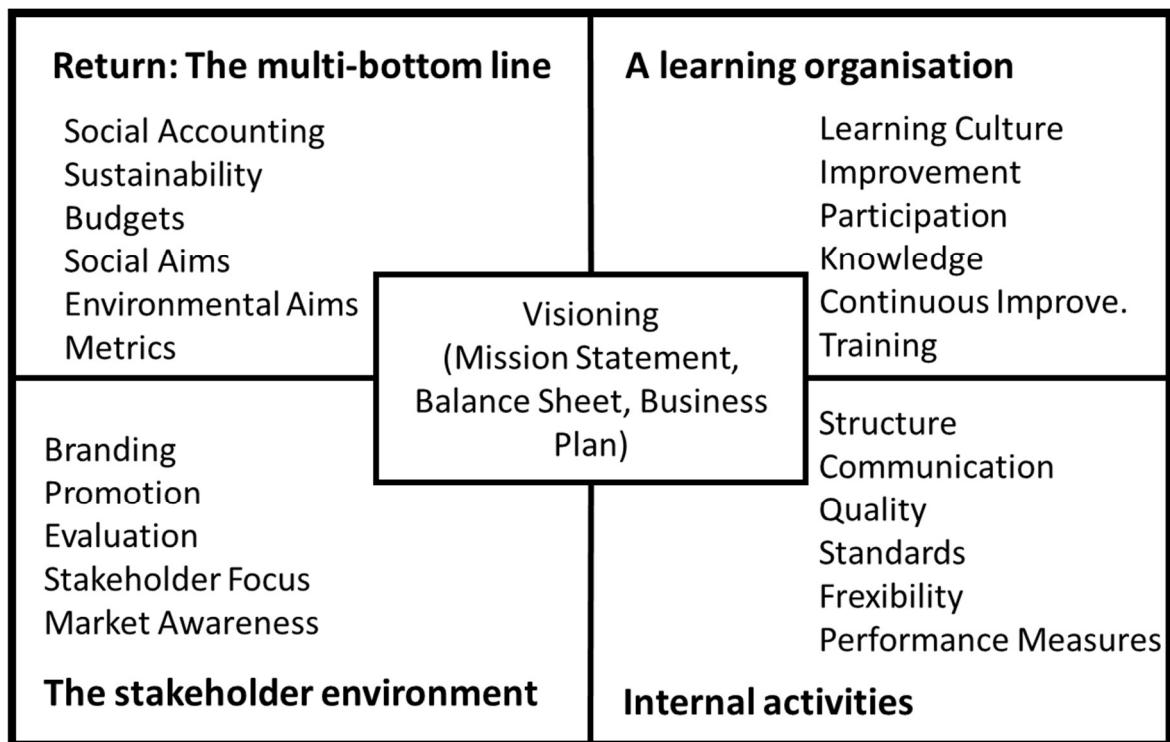 Return: The multi-bottom line
Social Accounting
Sustainability
Budgets
Social Aims
Environmental Aims
Metrics
A learning organisation
Learning Culture
Improvement
Participation
Knowledge
Continuous Improve.
Training
Visioning
(Mission Statement,
Balance Sheet, Business
Plan)
Branding
Promotion
Evaluation
Stakeholder Focus
Market Awareness
The stakeholder environment
Structure
Communication
Quality
Standards
Frexibility
Performance Measures
Internal activities